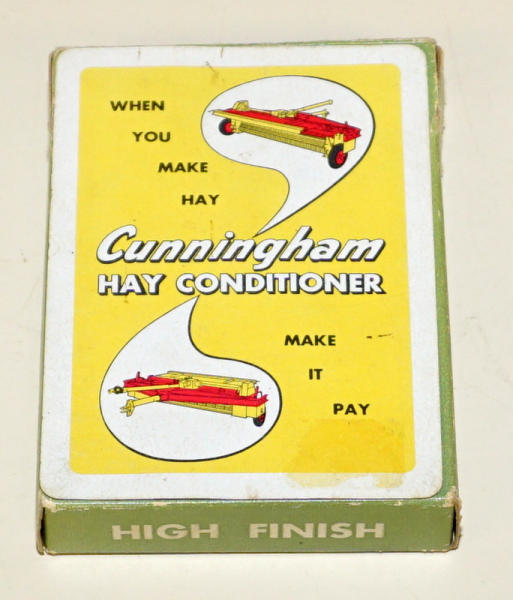 WHEN
YOU
MAKE
HAY
Cunningham
HAY CONDITIONER
MAKE
IT
PAY
HIGH FINISH